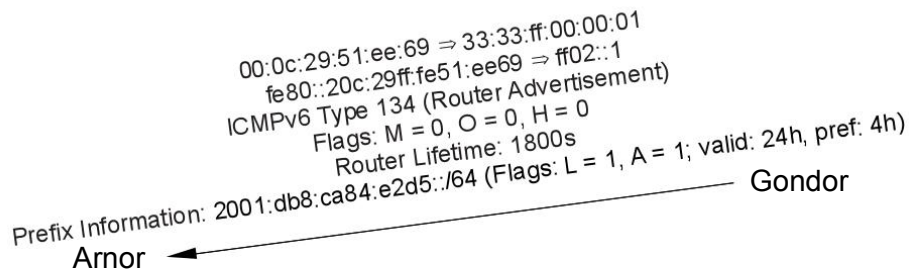 00:0c:29:51:ee:69 ⇒ 33:33:ff:00:00:01
fe80::20c:29ff:fe51:ee69 ⇒ ff02::1
ICMPv6 Type 134 (Router Advertisement)
Flags: M = 0, O = 0, H = 0
Router Lifetime: 1800s
Prefix Information: 2001:db8:ca84:e2d5::/64 (Flags: L = 1, A = 1; valid: 24h, pref: 4h)
Gondor
Arnor